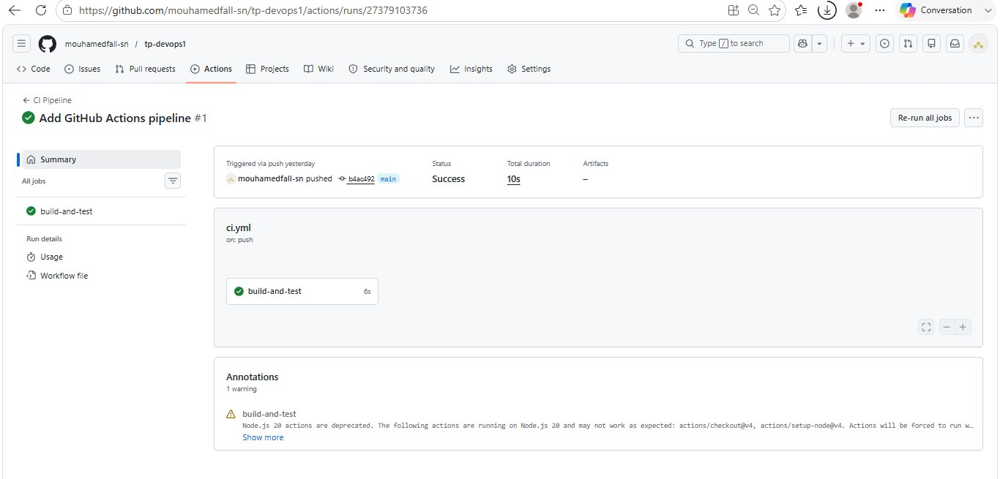 https://github.com/mouhamedfall-sn/tp-devops1/actions/runs/27379103736
Conversation
mouhamedfall-sn / tp-devops1
Type / to search
Code Issues Pull requests Actions Projects Wiki Security and quality Insights Settings
CI Pipeline
Add GitHub Actions pipeline #1
Re-run all jobs
Summary
All jobs
build-and-test
Run details
Usage
Workflow file
Triggered via push yesterday Status Total duration Artifacts
mouhamedfall-sn pushed b4ac492 main Success 10s –
ci.yml
on: push
build-and-test 6s
Annotations
1 warning
build-and-test
Node.js 20 actions are deprecated. The following actions are running on Node.js 20 and may not work as expected: actions/checkout@v4, actions/setup-node@v4. Actions will be forced to run w…
Show more